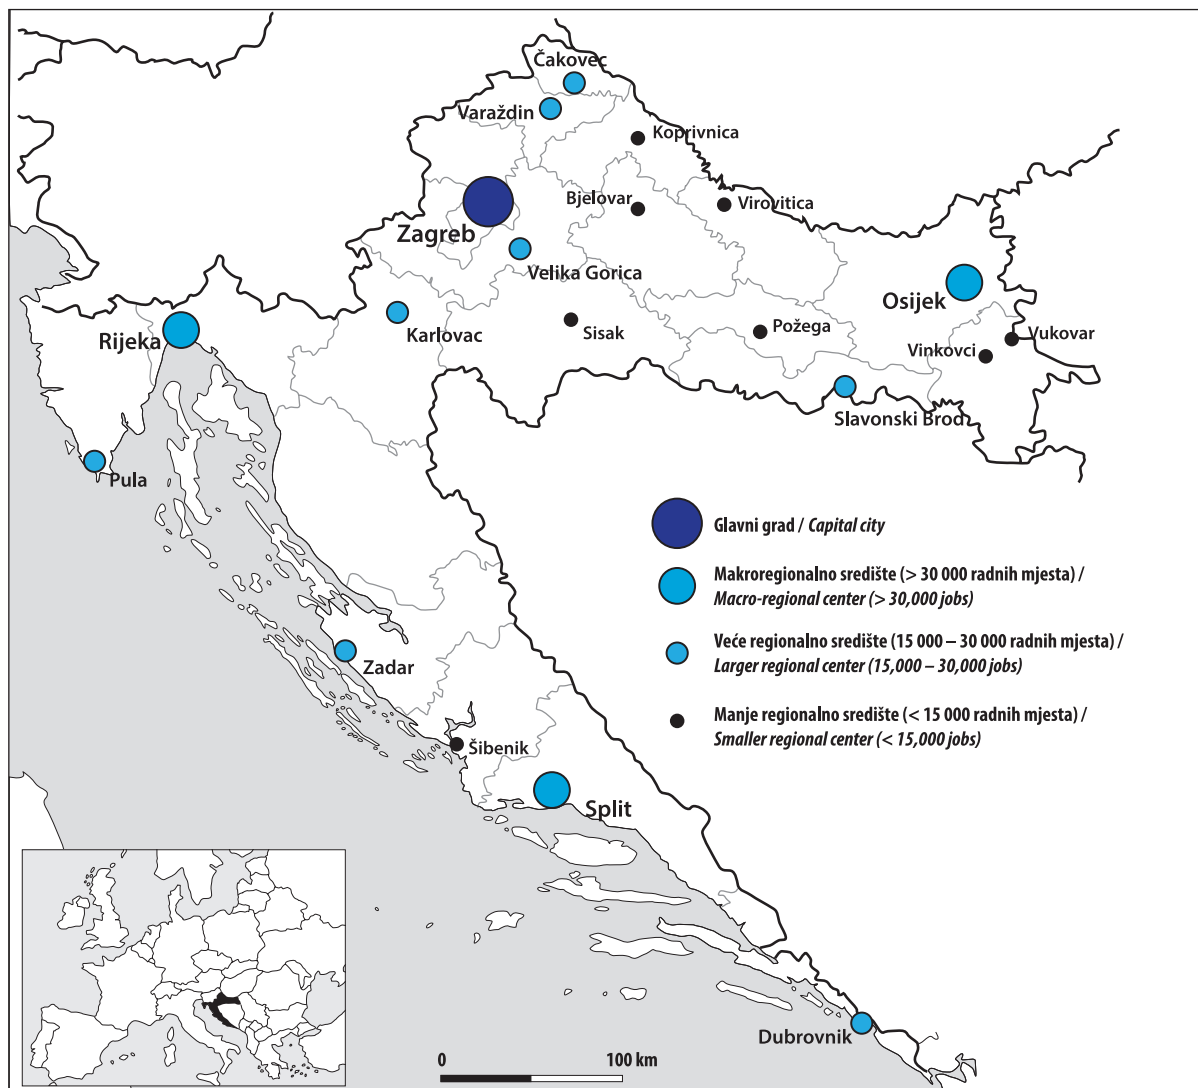 Čakovec
Varaždin
Koprivnica
Bjelovar
Virovitica
Zagreb
Velika Gorica
Osijek
Karlovac
Sisak
Požega
Vukovar
Rijeka
Vinkovci
Slavonski Brod
Pula
Glavni grad / Capital city
Makroregionalno središte (> 30 000 radnih mjesta) /
Macro-regional center (> 30,000 jobs)
Veće regionalno središte (15 000 – 30 000 radnih mjesta) /
Larger regional center (15,000 – 30,000 jobs)
Zadar
Manje regionalno središte (< 15 000 radnih mjesta) /
Smaller regional center (< 15,000 jobs)
Šibenik
Split
Dubrovnik
0 100 km